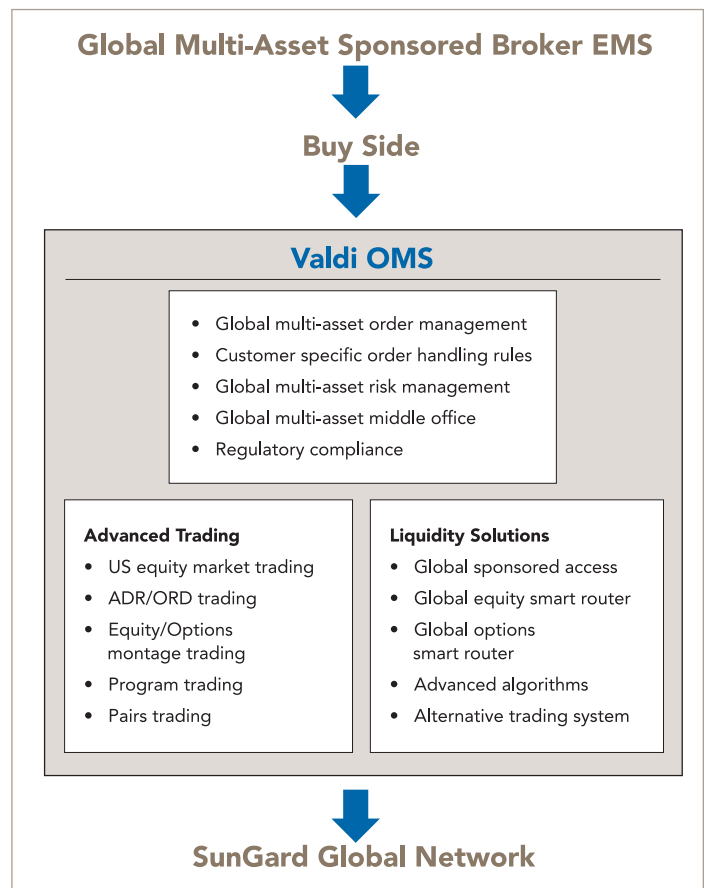 Global Multi-Asset Sponsored Broker EMS
Buy Side
Valdi OMS
• Global multi-asset order management
• Customer specific order handling rules
• Global multi-asset risk management
• Global multi-asset middle office
• Regulatory compliance
Advanced Trading
• US equity market trading
• ADR/ORD trading
• Equity/Options
montage trading
• Program trading
• Pairs trading
Liquidity Solutions
• Global sponsored access
• Global equity smart router
• Global options
smart router
• Advanced algorithms
• Alternative trading system
SunGard Global Network